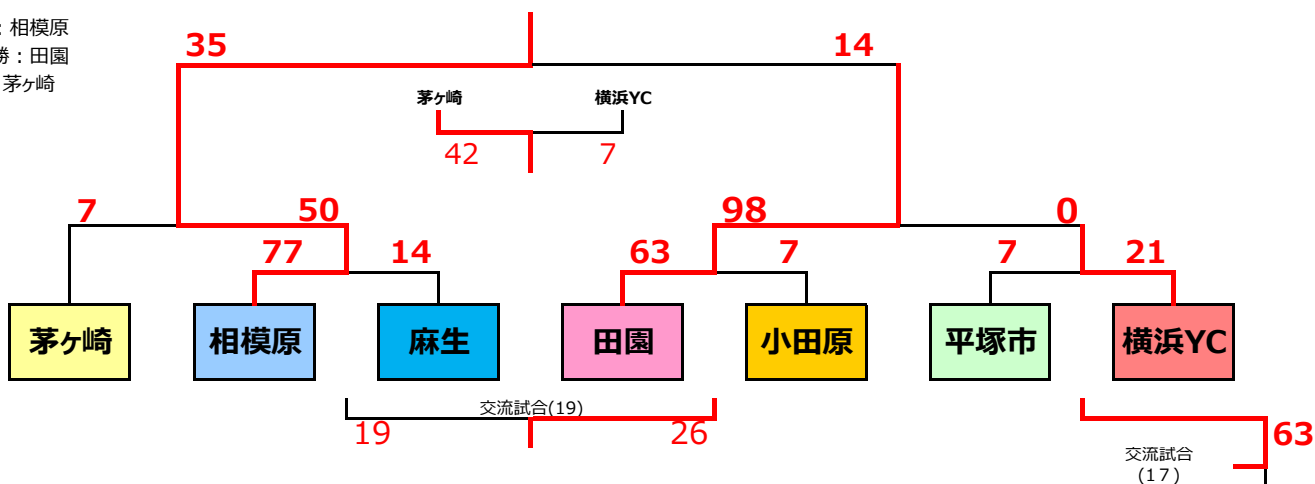 : 相模原
勝：田園
茅ヶ崎
35 14
茅ヶ崎 横浜YC
42 7
7 50 98 0
77 14 63 7 7 21
茅ヶ崎 相模原 麻生 田園 小田原 平塚市 横浜YC
交流試合(19)
19 26 63
交流試合
(17)